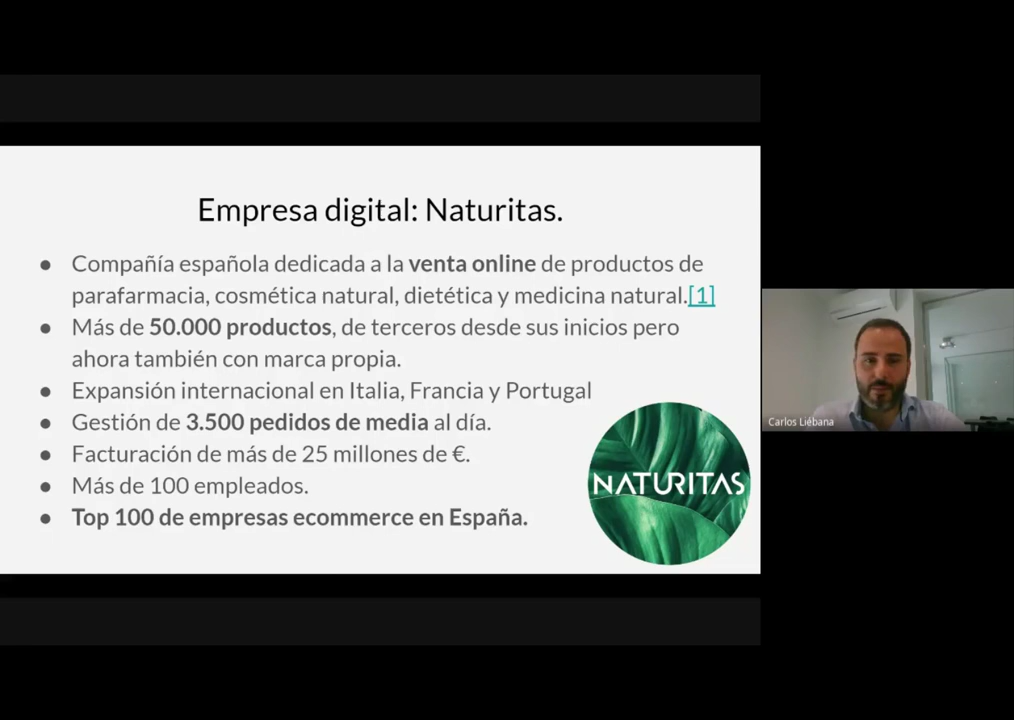 Empresa digital: Naturitas.
● Compañía española dedicada a la venta online de productos de
parafarmacia, cosmética natural, dietética y medicina natural.[1]
● Más de 50.000 productos, de terceros desde sus inicios pero
ahora también con marca propia.
● Expansión internacional en Italia, Francia y Portugal
● Gestión de 3.500 pedidos de media al día.
● Facturación de más de 25 millones de €.
● Más de 100 empleados.
● Top 100 de empresas ecommerce en España.
NATURITAS
Carlos Liébana